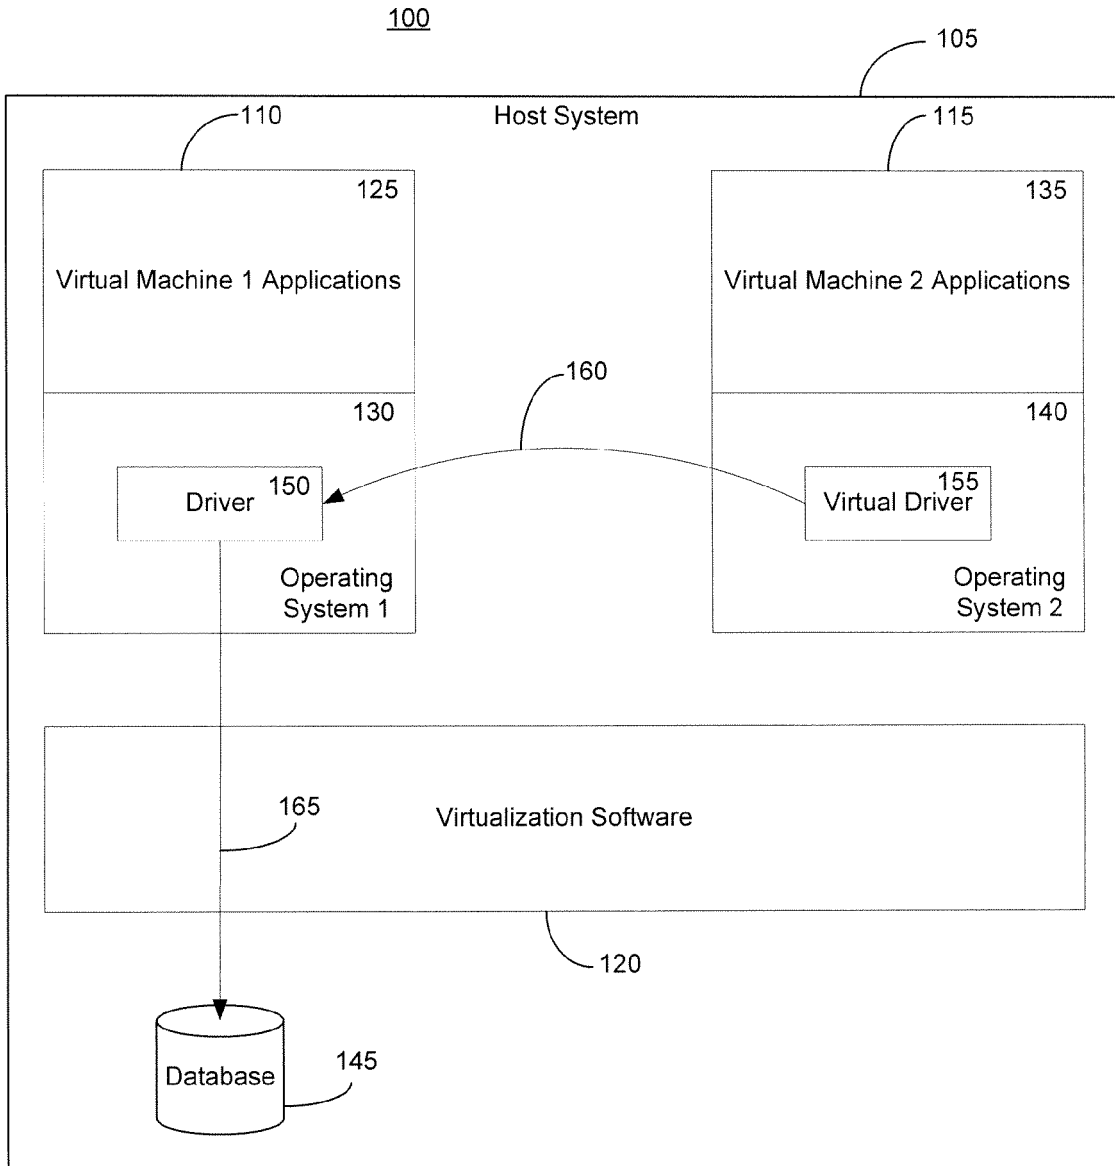 100
105
Host System
110
115
125
135
Virtual Machine 1 Applications
Virtual Machine 2 Applications
160
130
140
Driver
150
Virtual Driver
155
Operating
System 1
Operating
System 2
165
Virtualization Software
120
Database
145